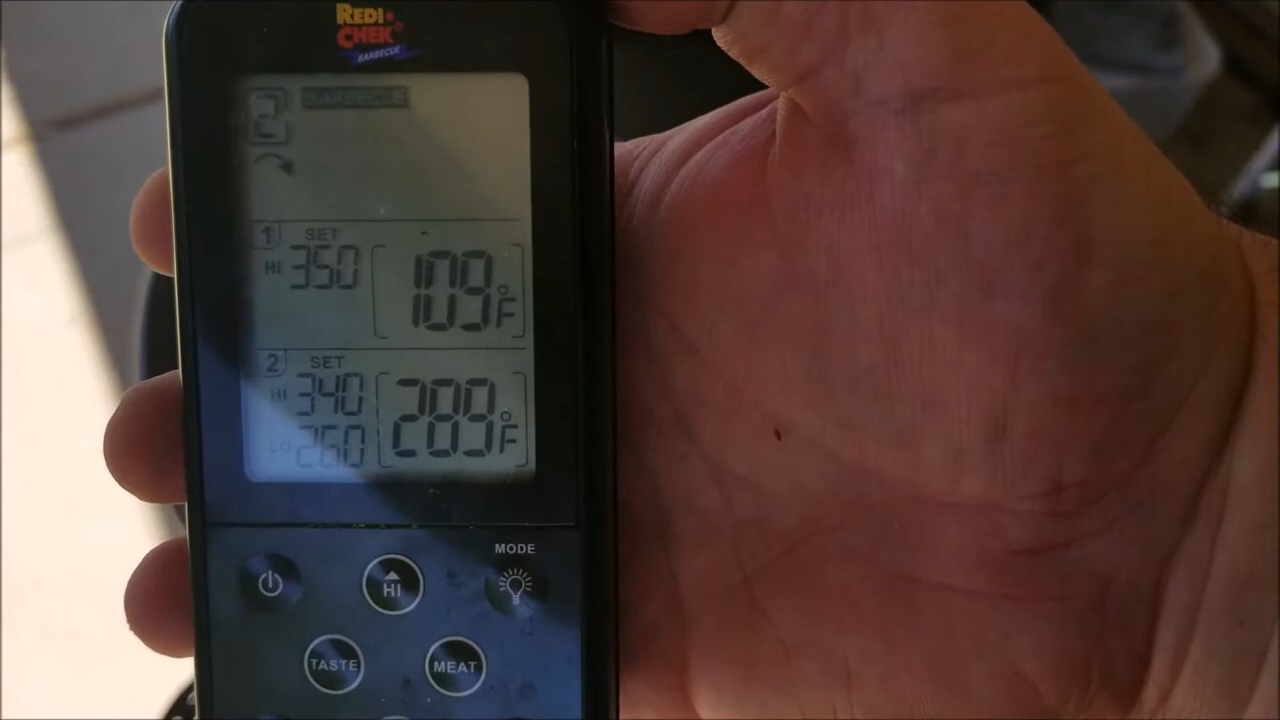 REDI
CHEK
BARBECUE
2 BARBECUE
1 SET
HI 350 109°F
2 SET
HI 340 289°F
LO 260
MODE
HI
TASTE MEAT